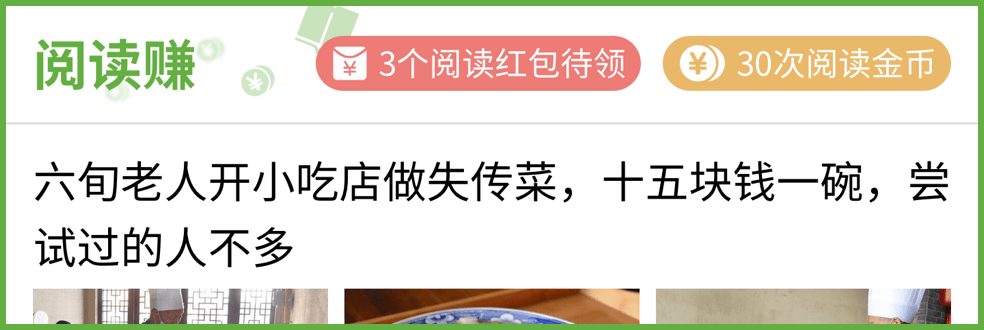 阅读赚
3个阅读红包待领
30次阅读金币
六旬老人开小吃店做失传菜，十五块钱一碗，尝
试过的人不多